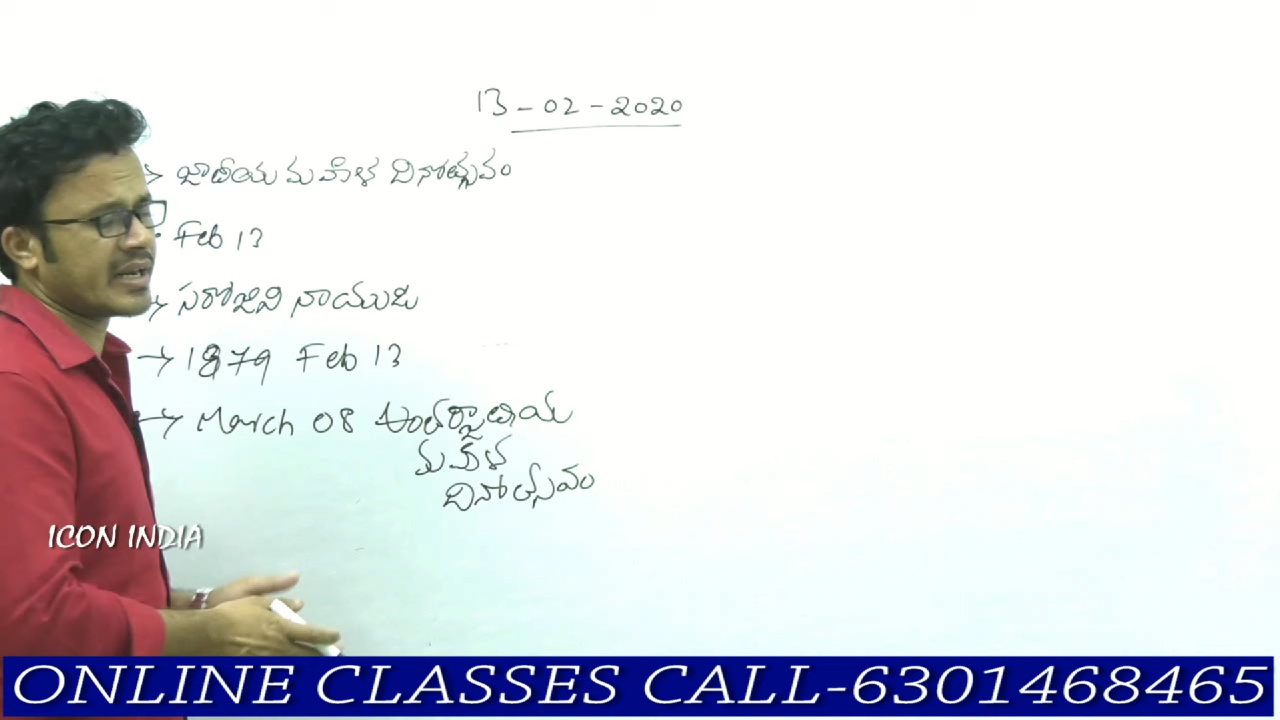 13-02-2020
→ జాతీయ మహిళ దినోత్సవం
Feb 13
→ సరోజిని నాయుడు
→ 1879 Feb 13
→ March 08 అంతర్జాతీయ
మహిళ
దినోత్సవం
ICON INDIA
ONLINE CLASSES CALL-6301468465